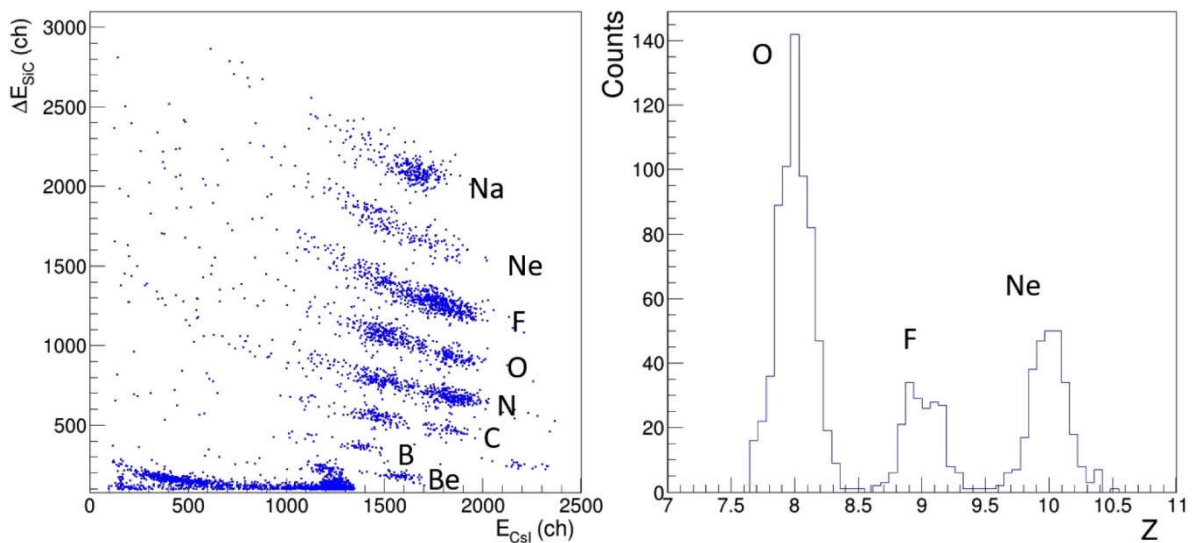 3000
2500
2000
1500
1000
500
ΔE_SiC (ch)
Na
Ne
F
O
N
C
B
Be
0 500 1000 1500 2000 2500
E_CsI (ch)
Counts
140
120
100
80
60
40
20
0
O
F
Ne
7 7.5 8 8.5 9 9.5 10 10.5 11
Z